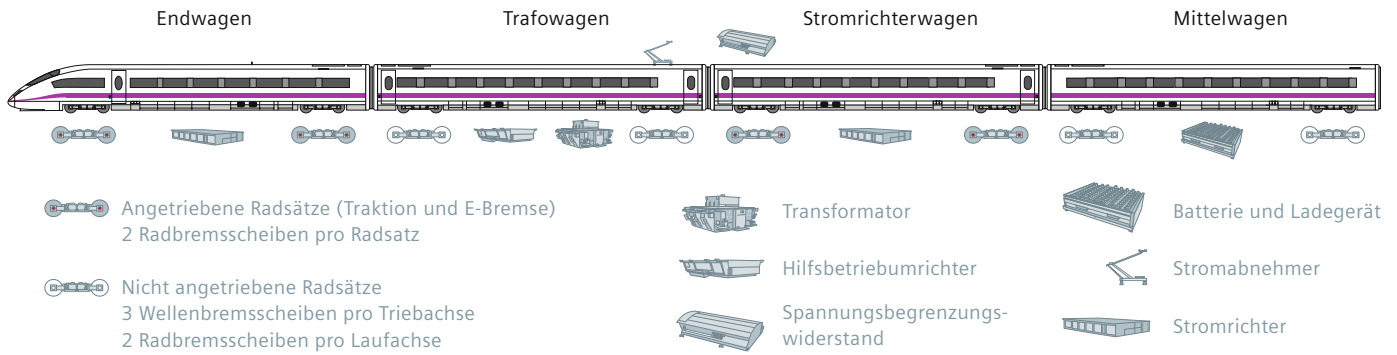 Endwagen
Trafowagen
Stromrichterwagen
Mittelwagen
Angetriebene Radsätze (Traktion und E-Bremse)
2 Radbremsscheiben pro Radsatz
Nicht angetriebene Radsätze
3 Wellenbremsscheiben pro Triebachse
2 Radbremsscheiben pro Laufachse
Transformator
Hilfsbetriebumrichter
Spannungsbegrenzungs-
widerstand
Batterie und Ladegerät
Stromabnehmer
Stromrichter